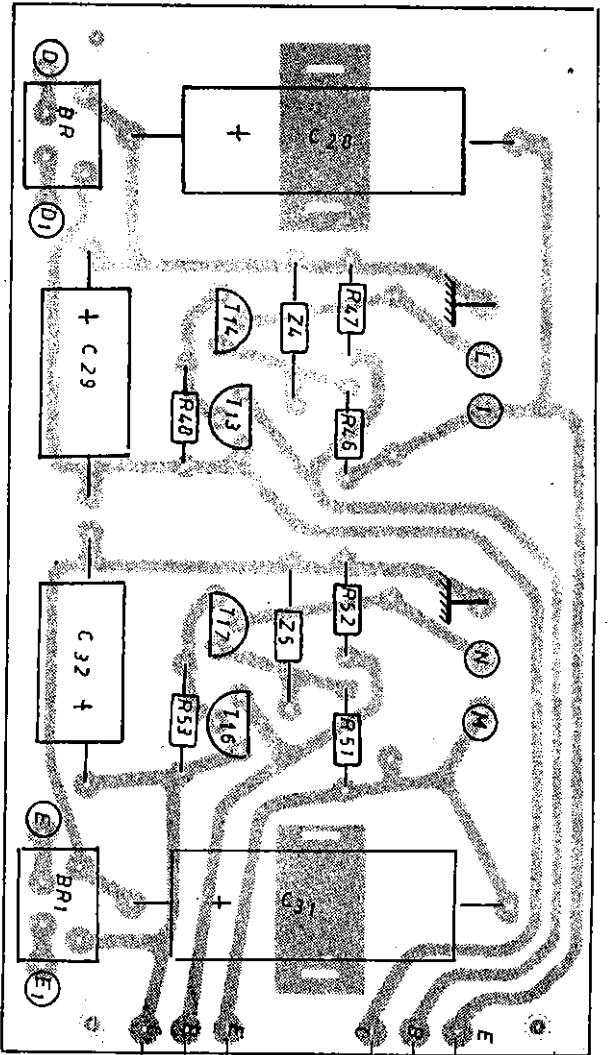 D
BR
D1
+
C28
+
C29
T14
Z4
R47
L
R48
T13
R46
I
C32
+
T17
Z5
R52
N
R53
T16
R51
M
E
BR1
E1
+
C31
C
B
E
C
B
E